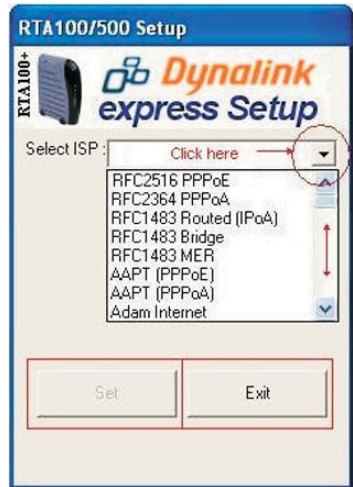 RTA100/500 Setup
RTA100+
Dynalink
express Setup
Select ISP :
Click here
RFC2516 PPPoE
RFC2364 PPPoA
RFC1483 Routed (IPoA)
RFC1483 Bridge
RFC1483 MER
AAPT (PPPoE)
AAPT (PPPoA)
Adam Internet
Set
Exit